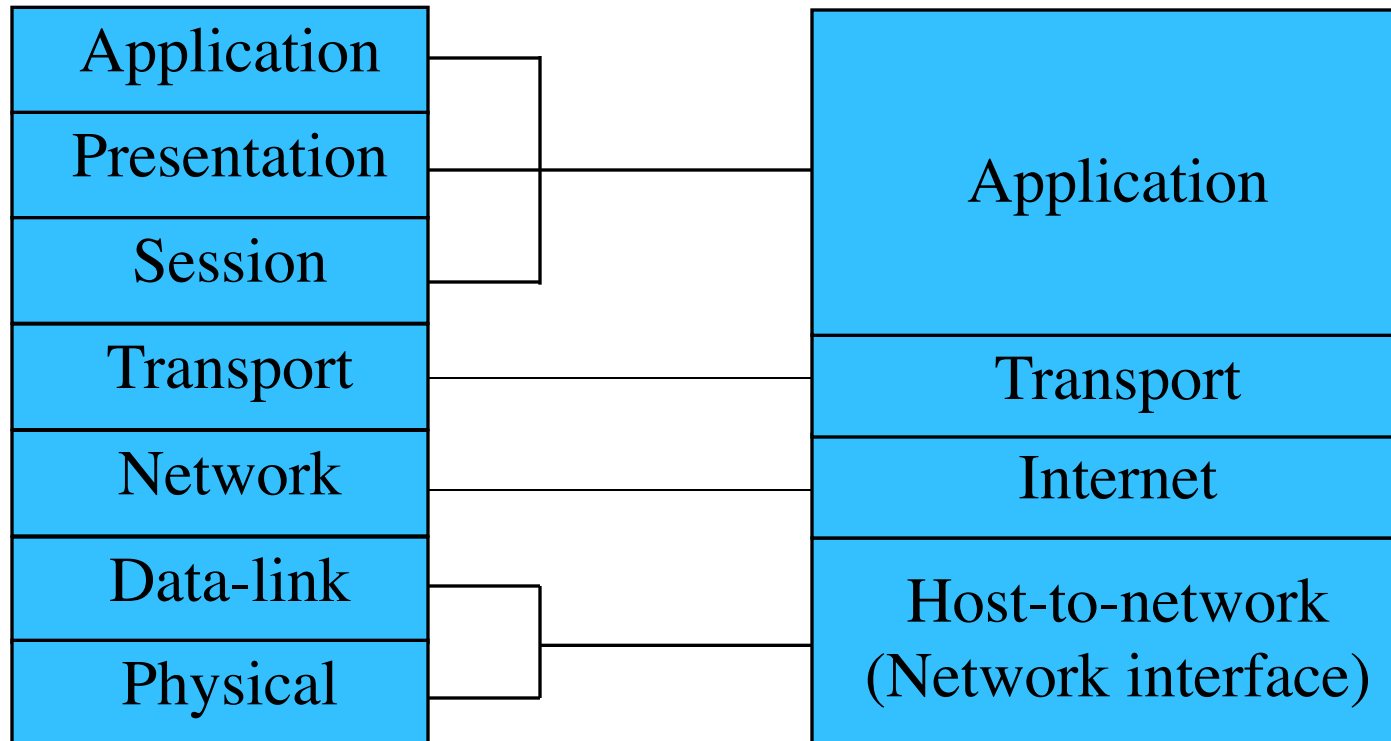 Application
Presentation
Session
Transport
Network
Data-link
Physical
Application
Transport
Internet
Host-to-network
(Network interface)